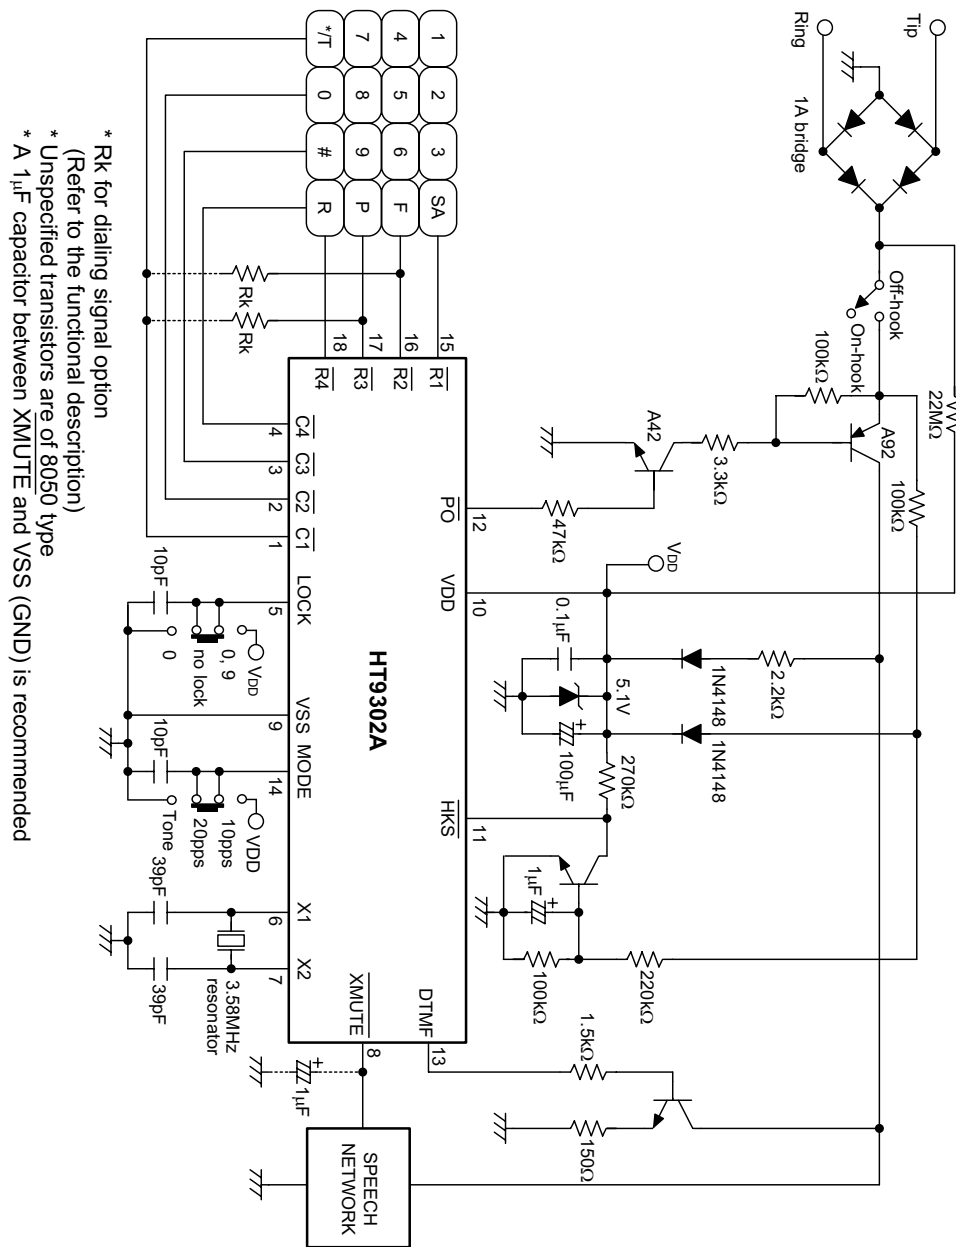 Tip
Ring
1A bridge
Off-hook
On-hook
22MΩ
A92
100kΩ
100kΩ
3.3kΩ
A42
47kΩ
VDD
0.1μF
5.1V
100μF
1N4148
2.2kΩ
1N4148
270kΩ
1μF
100kΩ
220kΩ
1.5kΩ
150Ω
1
2
3
SA
4
5
6
F
7
8
9
P
*/T
0
#
R
Rk
Rk
15
16
17
18
R1
R2
R3
R4
12
PO
10
VDD
11
HKS
13
DTMF
8
XMUTE
HT9302A
C4
C3
C2
C1
LOCK
VSS
MODE
X1
X2
4
3
2
1
5
9
14
6
7
10pF
VDD
0, 9
no lock
0
10pF
VDD
10pps
20pps
Tone
39pF
39pF
3.58MHz
resonator
1μF
SPEECH
NETWORK
* Rk for dialing signal option
(Refer to the functional description)
* Unspecified transistors are of 8050 type
* A 1μF capacitor between XMUTE and VSS (GND) is recommended